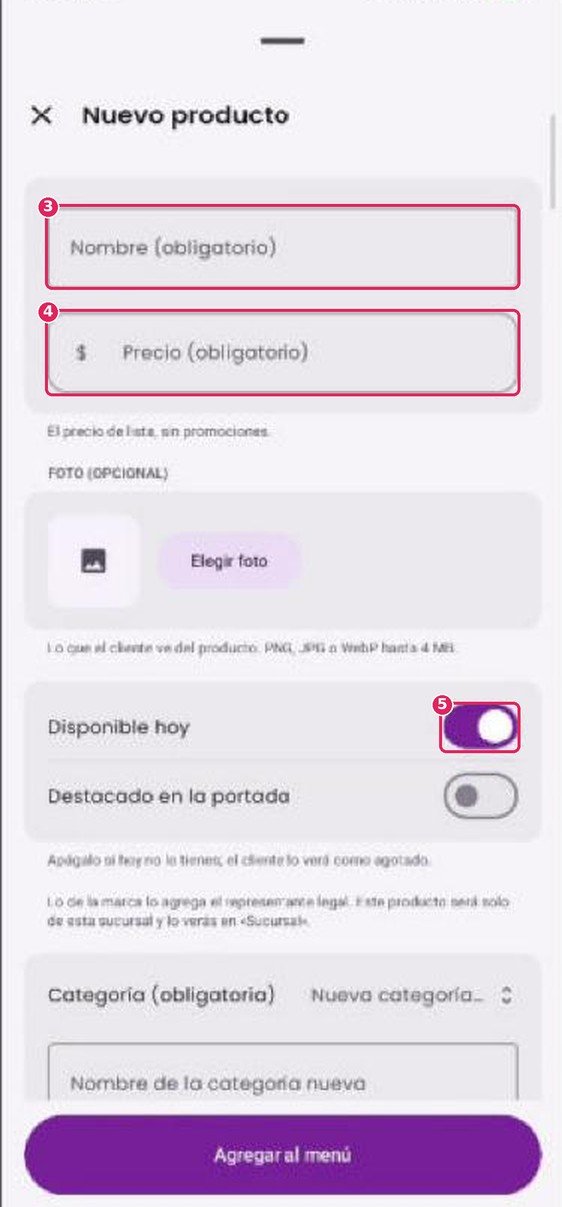 Nuevo producto
3
Nombre (obligatorio)
4
$ Precio (obligatorio)
El precio de lista, sin promociones.
FOTO (OPCIONAL)
Elegir foto
Lo que el cliente ve del producto. PNG, JPG o WebP hasta 4 MB.
5
Disponible hoy
Destacado en la portada
Apágalo si hoy no lo tienes; el cliente lo verá como agotado.
Lo de la marca lo agrega el representante legal. Este producto será solo
de esta sucursal y lo verás en «Sucursal».
Categoría (obligatoria) Nueva categoría…
Nombre de la categoría nueva
Agregar al menú